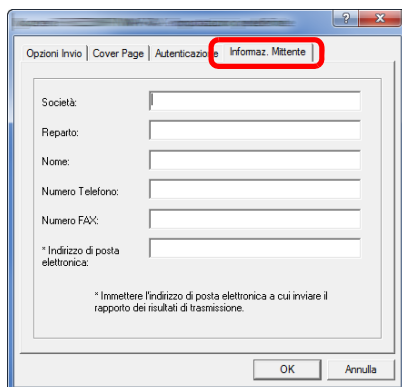 Opzioni Invio Cover Page Autenticazione Informaz. Mittente
Società:
Reparto:
Nome:
Numero Telefono:
Numero FAX:
* Indirizzo di posta
elettronica:
* Immettere l'indirizzo di posta elettronica a cui inviare il
rapporto dei risultati di trasmissione.
OK Annulla